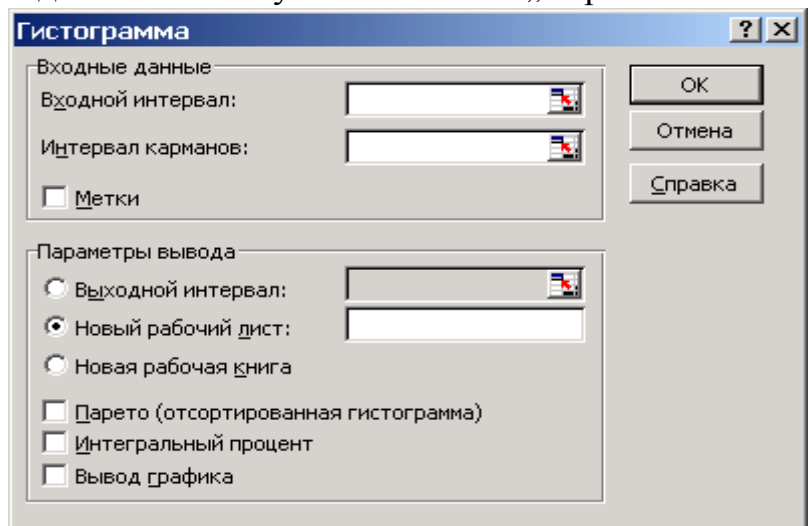 Гистограмма
Входные данные
Входной интервал:
Интервал карманов:
Метки
ОК
Отмена
Справка
Параметры вывода
Выходной интервал:
Новый рабочий лист:
Новая рабочая книга
Парето (отсортированная гистограмма)
Интегральный процент
Вывод графика